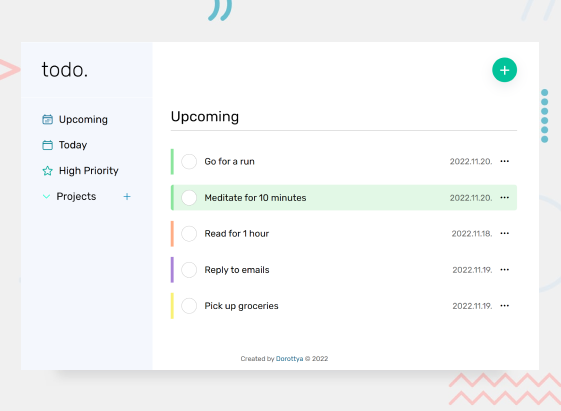 todo.
Upcoming
Today
High Priority
Projects +
Upcoming
Go for a run 2022.11.20.
Meditate for 10 minutes 2022.11.20.
Read for 1 hour 2022.11.18.
Reply to emails 2022.11.19.
Pick up groceries 2022.11.19.
Created by Dorottya © 2022